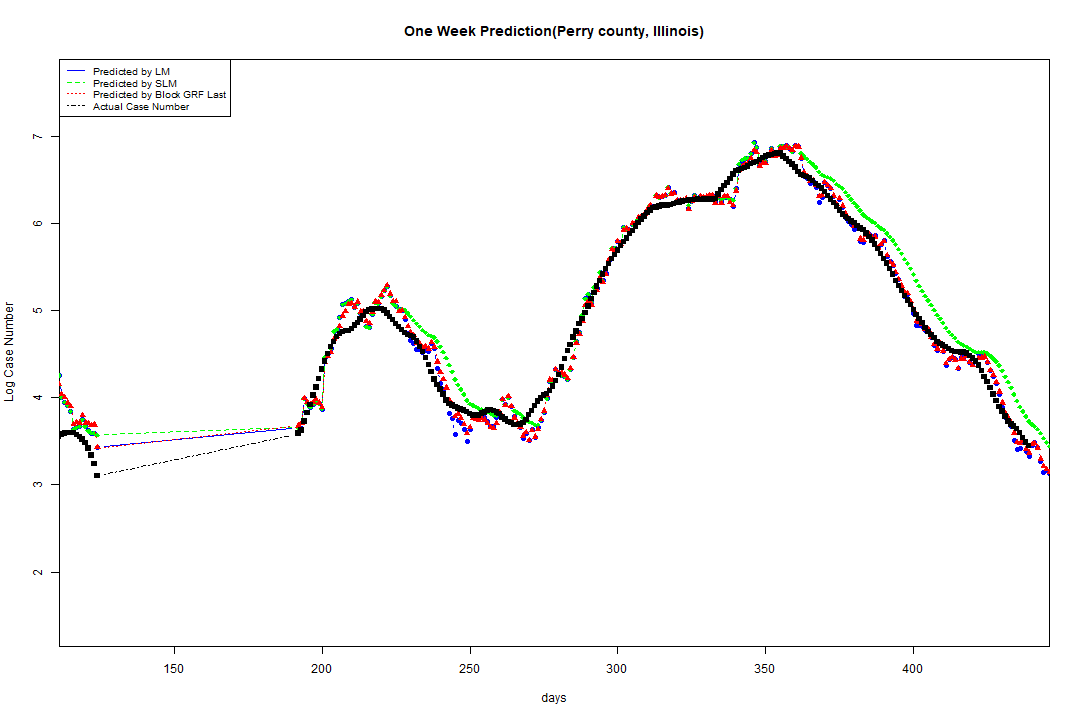 One Week Prediction(Perry county, Illinois)
Predicted by LM
Predicted by SLM
Predicted by Block GRF Last
Actual Case Number
7
6
5
4
3
2
Log Case Number
150 200 250 300 350 400
days